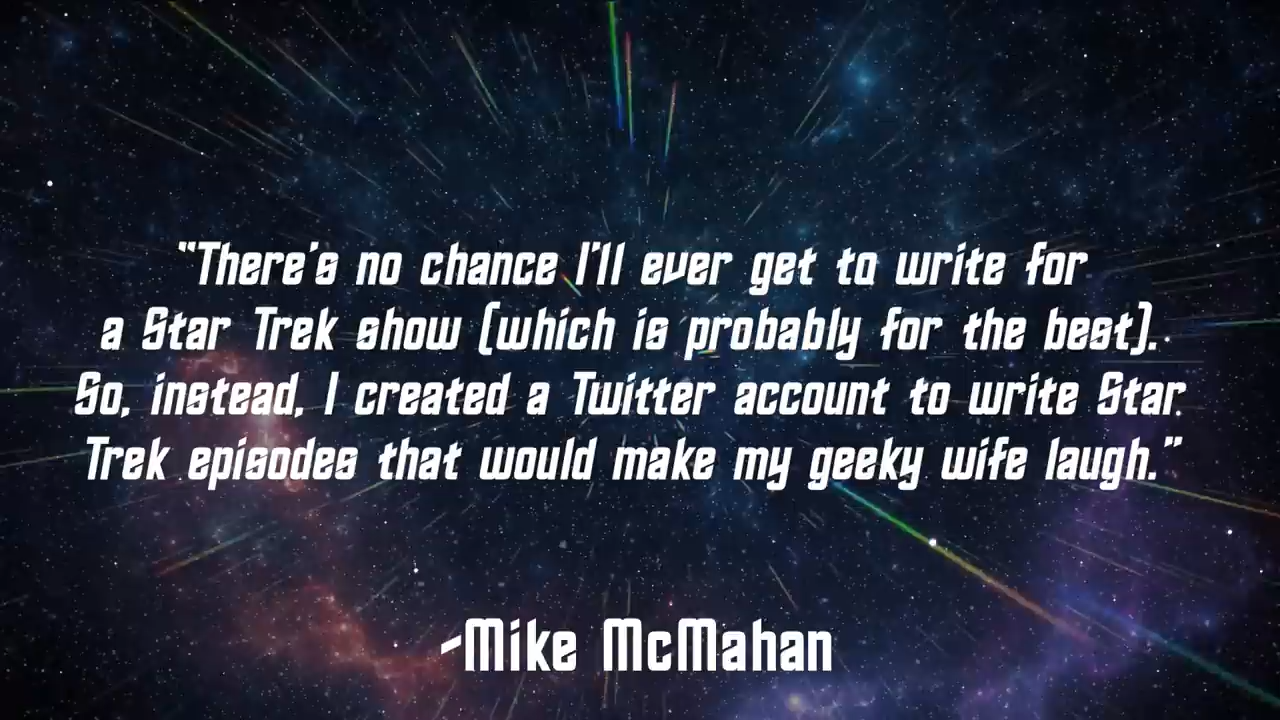 “There’s no chance I’ll ever get to write for
a Star Trek show (which is probably for the best).
So, instead, I created a Twitter account to write Star
Trek episodes that would make my geeky wife laugh.”
-Mike McMahan